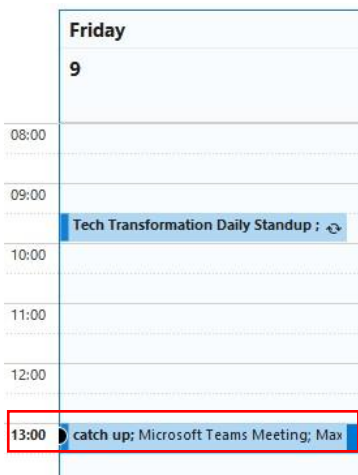 Friday
9
08:00
09:00
Tech Transformation Daily Standup ;
10:00
11:00
12:00
13:00 catch up; Microsoft Teams Meeting; Max